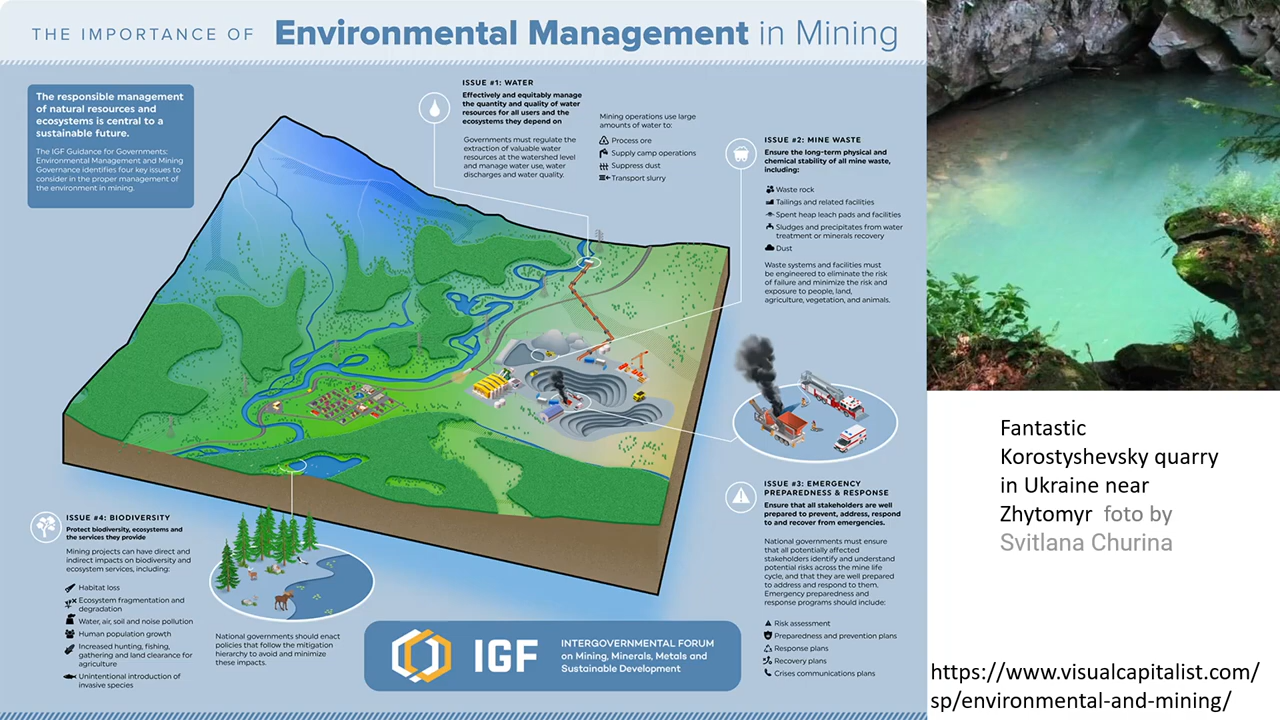 THE IMPORTANCE OF Environmental Management in Mining
The responsible management
of natural resources and
ecosystems is central to a
sustainable future.
The IGF Guidance for Governments:
Environmental Management and Mining
Governance identifies four key issues to
consider in the proper management of
the environment in mining.
ISSUE #1: WATER
Effectively and equitably manage
the quantity and quality of water
resources for all users and the
ecosystems they depend on
Governments must regulate the
extraction of valuable water
resources at the watershed level
and manage water use, water
discharges and water quality.
Mining operations use large
amounts of water to:
Process ore
Supply camp operations
Suppress dust
Transport slurry
ISSUE #2: MINE WASTE
Ensure the long-term physical and
chemical stability of all mine waste,
including:
Waste rock
Tailings and related facilities
Spent heap leach pads and facilities
Sludges and precipitates from water
treatment or minerals recovery
Dust
Waste systems and facilities must
be engineered to eliminate the risk
of failure and minimize the risk and
exposure to people, land,
agriculture, vegetation, and animals.
ISSUE #3: EMERGENCY
PREPAREDNESS & RESPONSE
Ensure that all stakeholders are well
prepared to prevent, address, respond
to and recover from emergencies.
National governments must ensure
that all potentially affected
stakeholders identify and understand
potential risks across the mine life
cycle, and that they are well prepared
to address and respond to them.
Emergency preparedness and
response programs should include:
Risk assessment
Preparedness and prevention plans
Response plans
Recovery plans
Crises communications plans
ISSUE #4: BIODIVERSITY
Protect biodiversity, ecosystems and
the services they provide
Mining projects can have direct and
indirect impacts on biodiversity and
ecosystem services, including:
Habitat loss
Ecosystem fragmentation and
degradation
Water, air, soil and noise pollution
Human population growth
Increased hunting, fishing,
gathering and land clearance for
agriculture
Unintentional introduction of
invasive species
National governments should enact
policies that follow the mitigation
hierarchy to avoid and minimize
these impacts.
IGF
INTERGOVERNMENTAL FORUM
on Mining, Minerals, Metals and
Sustainable Development
Fantastic
Korostyshevsky quarry
in Ukraine near
Zhytomyr foto by
Svitlana Churina
https://www.visualcapitalist.com/
sp/environmental-and-mining/